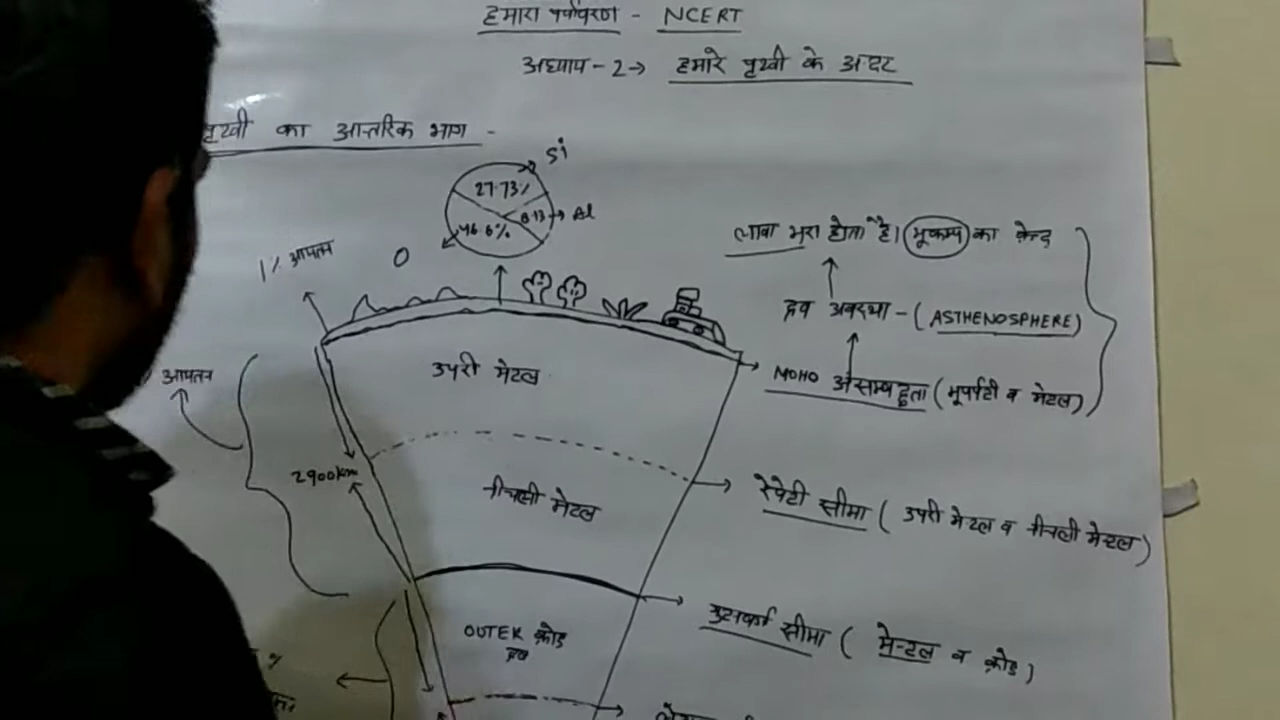 हमारा पर्यावरण - NCERT
अध्याय - 2 → हमारे पृथ्वी के अंदर
पृथ्वी का आन्तरिक भाग -
Si
27.73%
8.13 → Al
46.6%
O
1% आयतन
लावा भरा होता है। भूकम्प का केन्द्र
द्रव अवस्था - (ASTHENOSPHERE)
MOHO असम्बद्धता (भूपर्पटी व मेंटल)
उपरी मेंटल
आयतन
2900km
नीचली मेंटल
रेपेटी सीमा (उपरी मेंटल व नीचली मेन्टल)
OUTER क्रोड
द्रव
गुटेनबर्ग सीमा (मेन्टल व क्रोड)
%